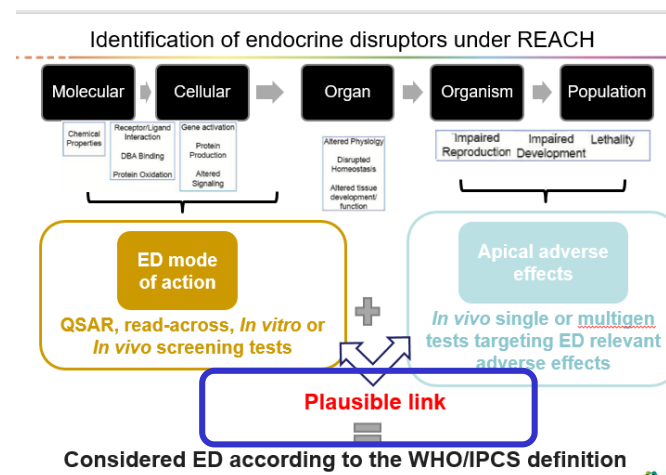 Identification of endocrine disruptors under REACH
Molecular
Cellular
Organ
Organism
Population
Chemical
Properties
Receptor/Ligand
Interaction
DBA Binding
Protein Oxidation
Gene activation
Protein
Production
Altered
Signaling
Altered Physiolgy
Disrupted
Homeostasis
Altered tissue
development/
function
Impaired
Reproduction
Impaired
Development
Lethality
ED mode
of action
QSAR, read-across, In vitro or
In vivo screening tests
Apical adverse
effects
In vivo single or multigen
tests targeting ED relevant
adverse effects
Plausible link
Considered ED according to the WHO/IPCS definition